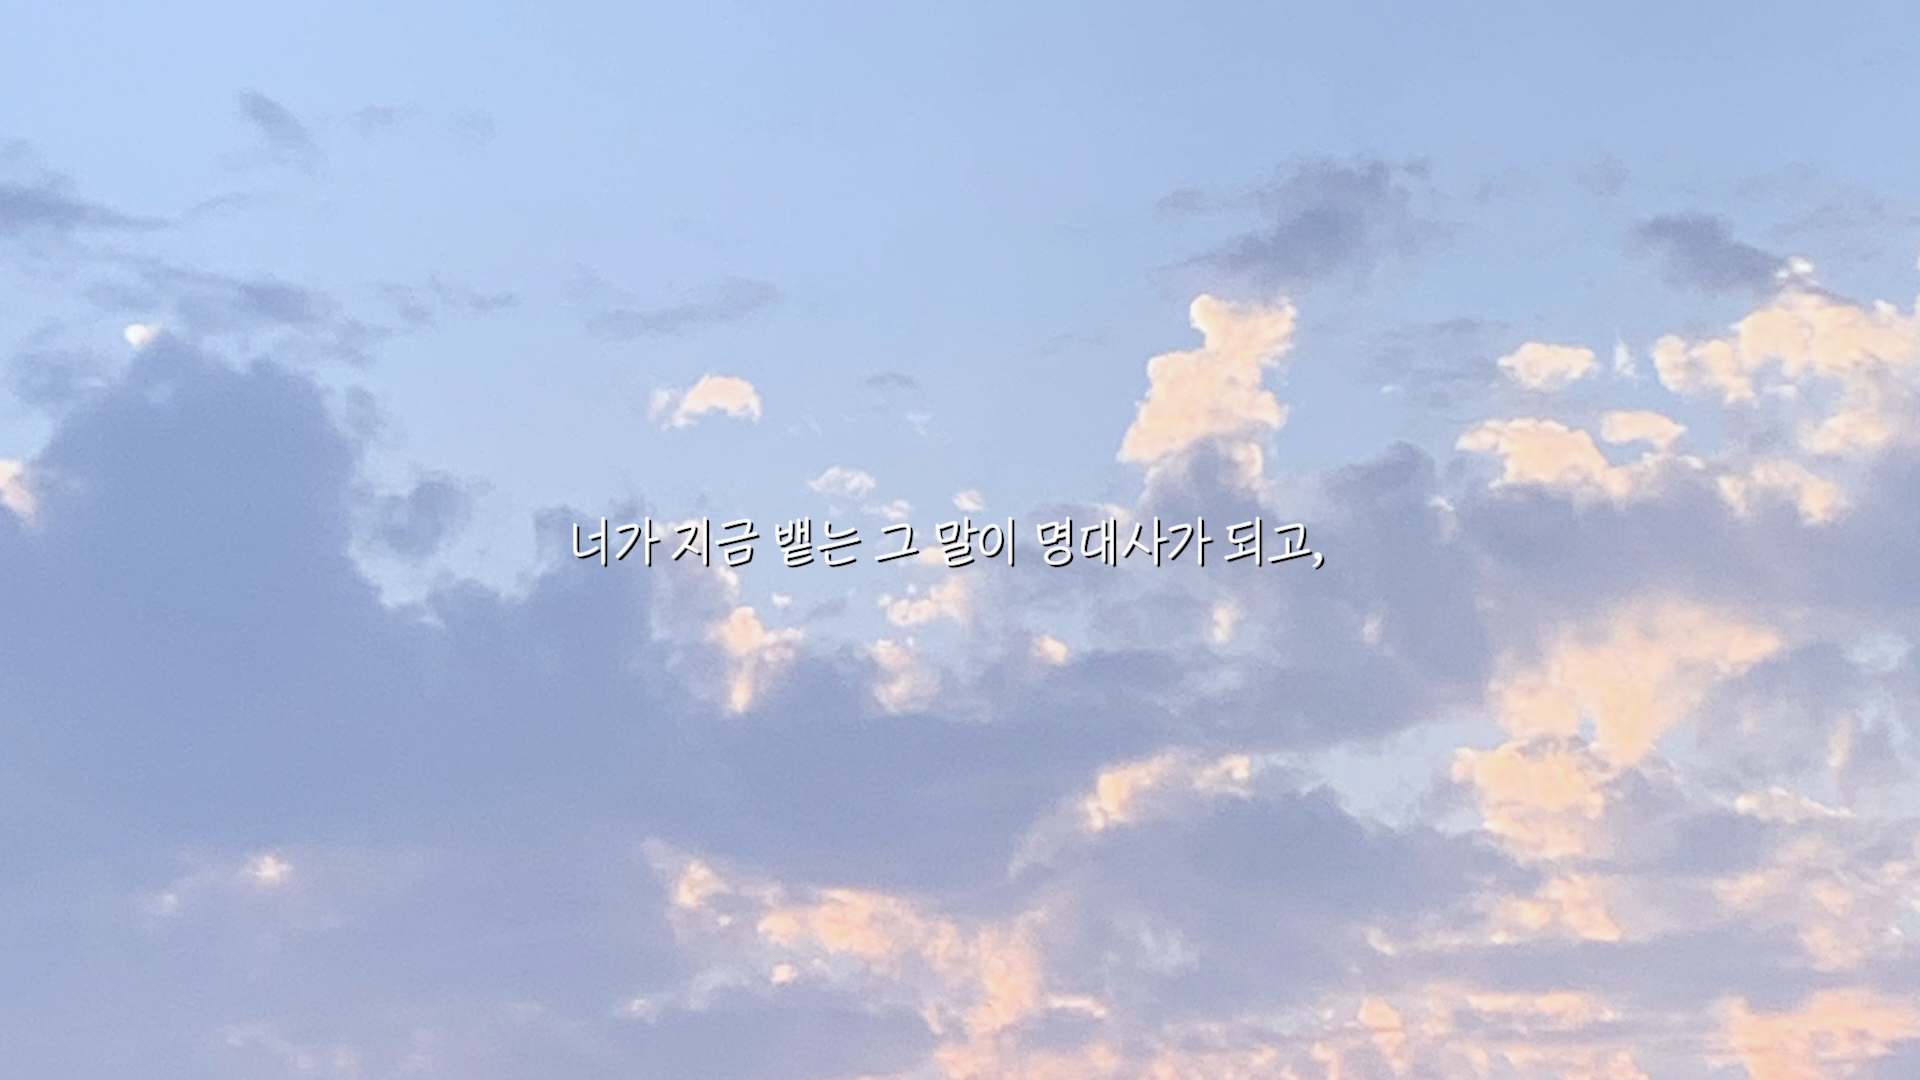 너가 지금 뱉는 그 말이 명대사가 되고,